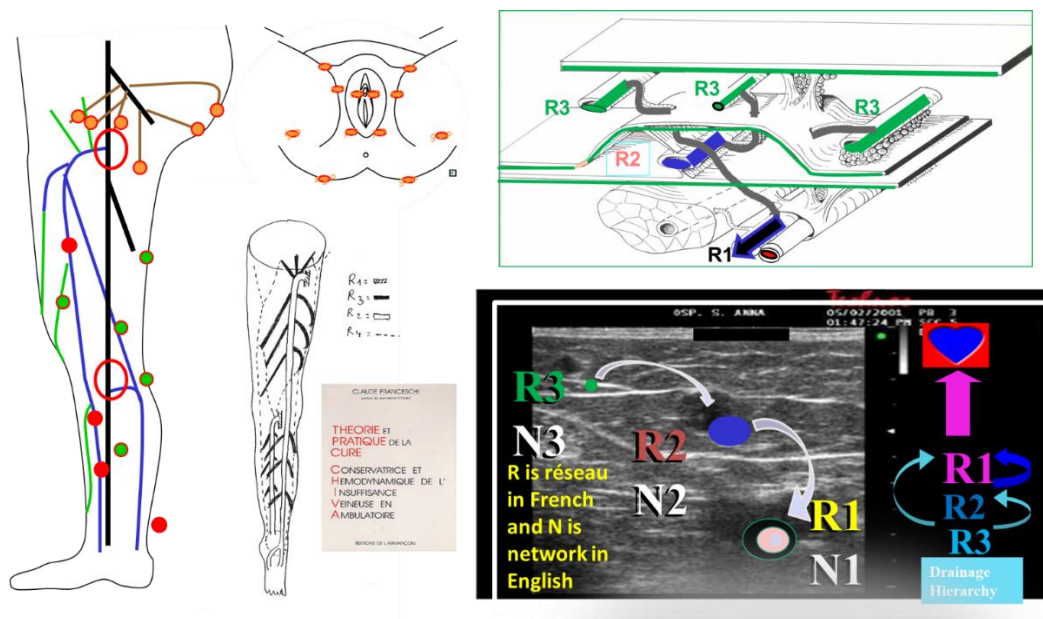 R3
R3
R3
R2
R1
R1=
R3=
R2=
R4=
CLAUDE FRANCESCHI
THEORIE ET
PRATIQUE DE LA
CURE
CONSERVATRICE ET
HEMODYNAMIQUE DE L'
INSUFFISANCE
VEINEUSE EN
AMBULATOIRE
EDITIONS DE L'ARMANÇON
OSP. S. ANNA
05/02/2001 PB 3
01:47:24 PM
R3
N3
R2
N2
R1
N1
R is réseau
in French
and N is
network in
English
R1
R2
R3
Drainage
Hierarchy